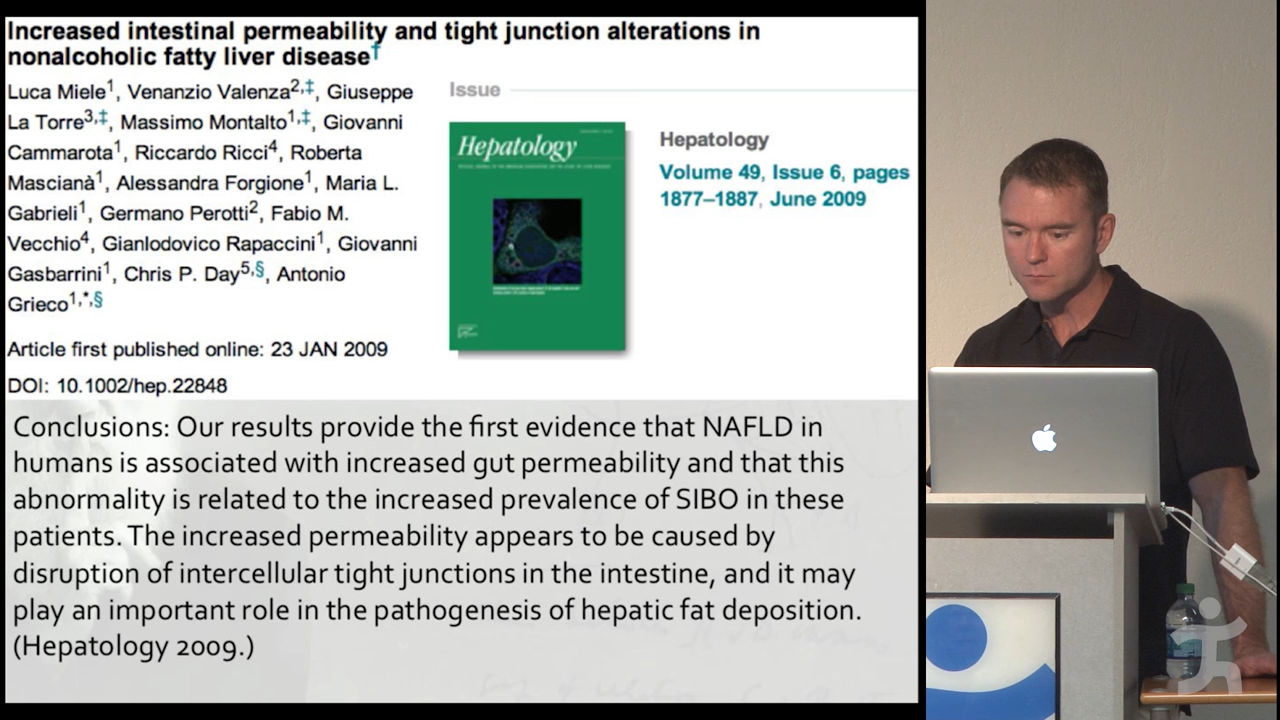 Increased intestinal permeability and tight junction alterations in
nonalcoholic fatty liver disease†
Luca Miele1, Venanzio Valenza2,‡, Giuseppe
La Torre3,‡, Massimo Montalto1,‡, Giovanni
Cammarota1, Riccardo Ricci4, Roberta
Mascianà1, Alessandra Forgione1, Maria L.
Gabrieli1, Germano Perotti2, Fabio M.
Vecchio4, Gianlodovico Rapaccini1, Giovanni
Gasbarrini1, Chris P. Day5,§, Antonio
Grieco1,*,§
Article first published online: 23 JAN 2009
DOI: 10.1002/hep.22848
Issue
Hepatology
Hepatology
Volume 49, Issue 6, pages
1877–1887, June 2009
Conclusions: Our results provide the first evidence that NAFLD in
humans is associated with increased gut permeability and that this
abnormality is related to the increased prevalence of SIBO in these
patients. The increased permeability appears to be caused by
disruption of intercellular tight junctions in the intestine, and it may
play an important role in the pathogenesis of hepatic fat deposition.
(Hepatology 2009.)